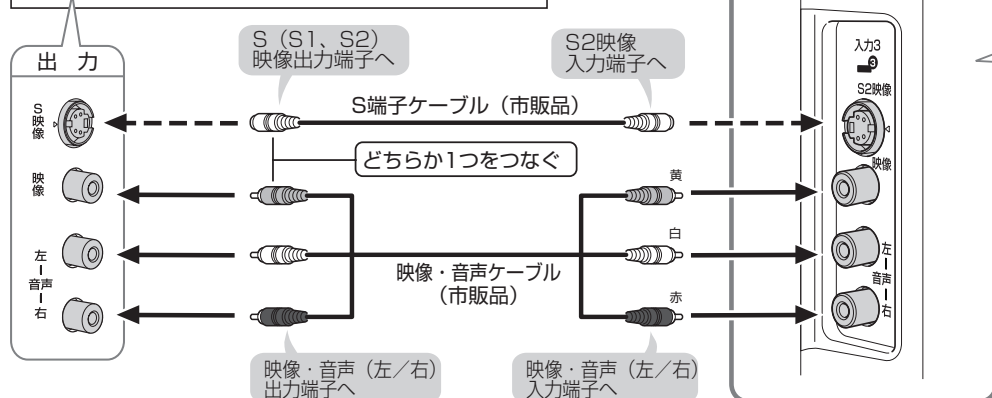 出 力
S映像
映像
左
音声
右
S（S1、S2）
映像出力端子へ
S2映像
入力端子へ
S端子ケーブル（市販品）
どちらか1つをつなぐ
黄
白
赤
映像・音声ケーブル
（市販品）
映像・音声（左／右）
出力端子へ
映像・音声（左／右）
入力端子へ
入力3
3
S2映像
映像
左
音声
右